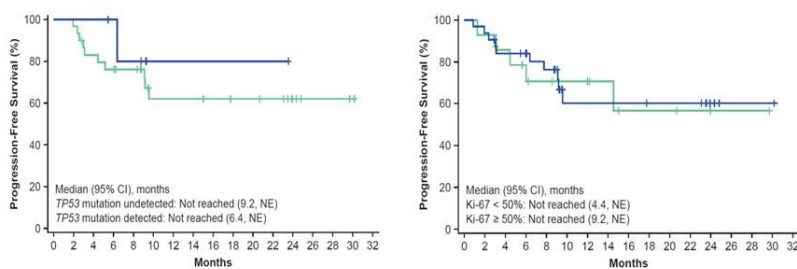 Progression-Free Survival (%)
100
80
60
40
20
0
Median (95% CI), months
TP53 mutation undetected: Not reached (9.2, NE)
TP53 mutation detected: Not reached (6.4, NE)
0 2 4 6 8 10 12 14 16 18 20 22 24 26 28 30 32
Months
Progression-Free Survival (%)
100
80
60
40
20
0
Median (95% CI), months
Ki-67 < 50%: Not reached (4.4, NE)
Ki-67 ≥ 50%: Not reached (9.2, NE)
0 2 4 6 8 10 12 14 16 18 20 22 24 26 28 30 32
Months